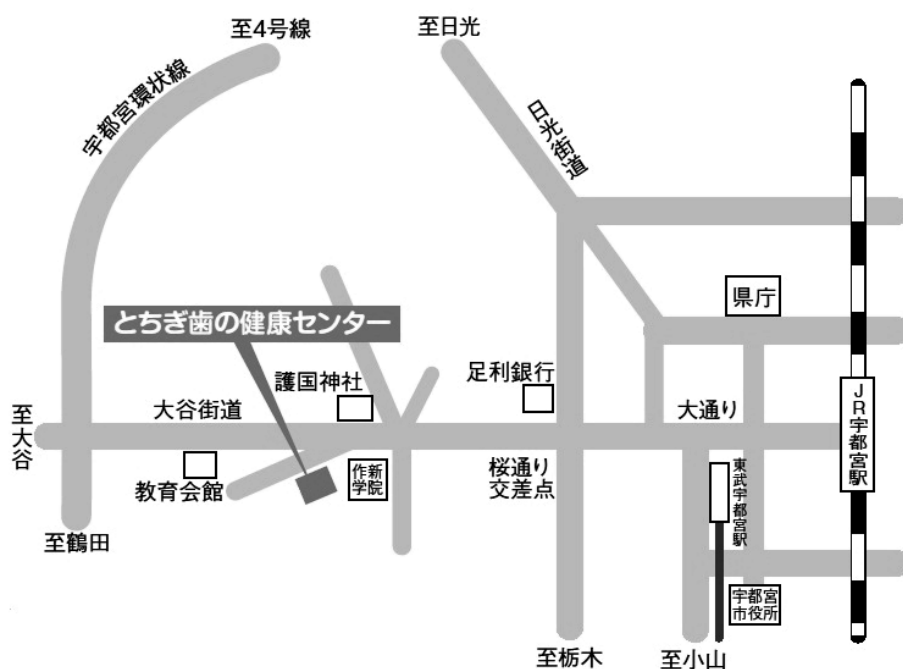 至4号線
至日光
宇都宮環状線
日光街道
県庁
とちぎ歯の健康センター
護国神社
足利銀行
至大谷
大谷街道
大通り
JR宇都宮駅
教育会館
作新
学院
桜通り
交差点
東武宇都宮駅
至鶴田
宇都宮
市役所
至栃木
至小山